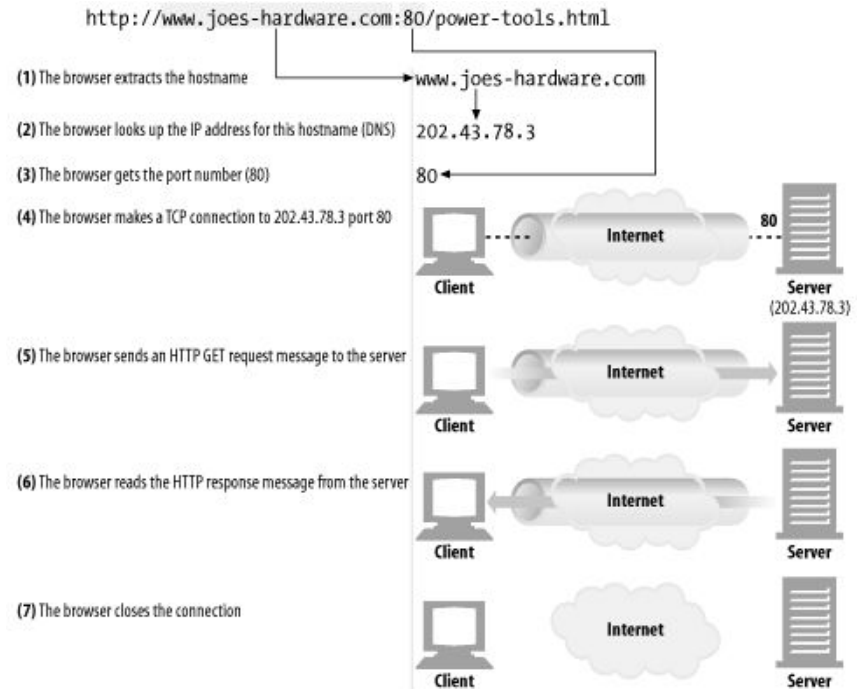 http://www.joes-hardware.com:80/power-tools.html
(1) The browser extracts the hostname
www.joes-hardware.com
(2) The browser looks up the IP address for this hostname (DNS)
202.43.78.3
(3) The browser gets the port number (80)
80
(4) The browser makes a TCP connection to 202.43.78.3 port 80
Internet
80
Client
Server
(202.43.78.3)
(5) The browser sends an HTTP GET request message to the server
Internet
Client
Server
(6) The browser reads the HTTP response message from the server
Internet
Client
Server
(7) The browser closes the connection
Internet
Client
Server